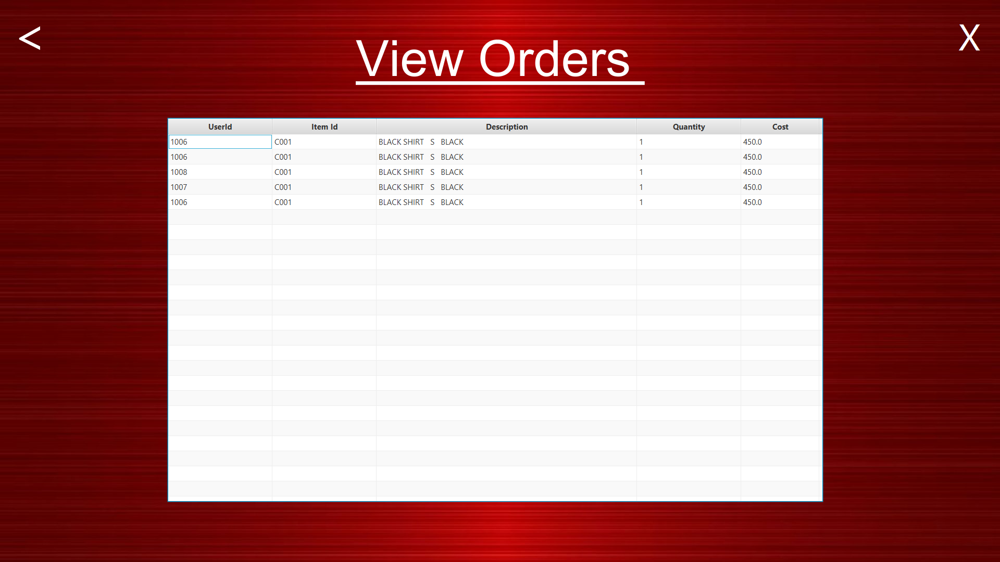 < X
View Orders
UserId Item Id Description Quantity Cost
1006 C001 BLACK SHIRT S BLACK 1 450.0
1006 C001 BLACK SHIRT S BLACK 1 450.0
1008 C001 BLACK SHIRT S BLACK 1 450.0
1007 C001 BLACK SHIRT S BLACK 1 450.0
1006 C001 BLACK SHIRT S BLACK 1 450.0